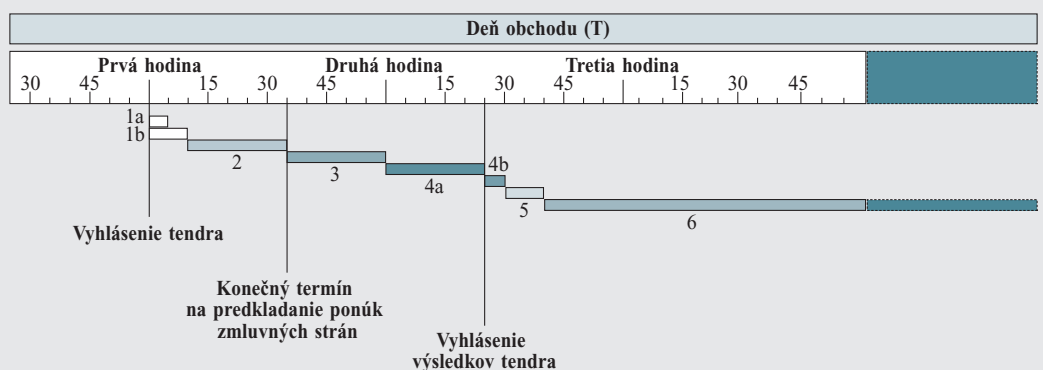 Deň obchodu (T)
Prvá hodina Druhá hodina Tretia hodina
30 45 15 30 45 15 30 45 15 30 45
1a
1b
2
3
4a
4b
5
6
Vyhlásenie tendra
Konečný termín
na predkladanie ponúk
zmluvných strán
Vyhlásenie
výsledkov tendra